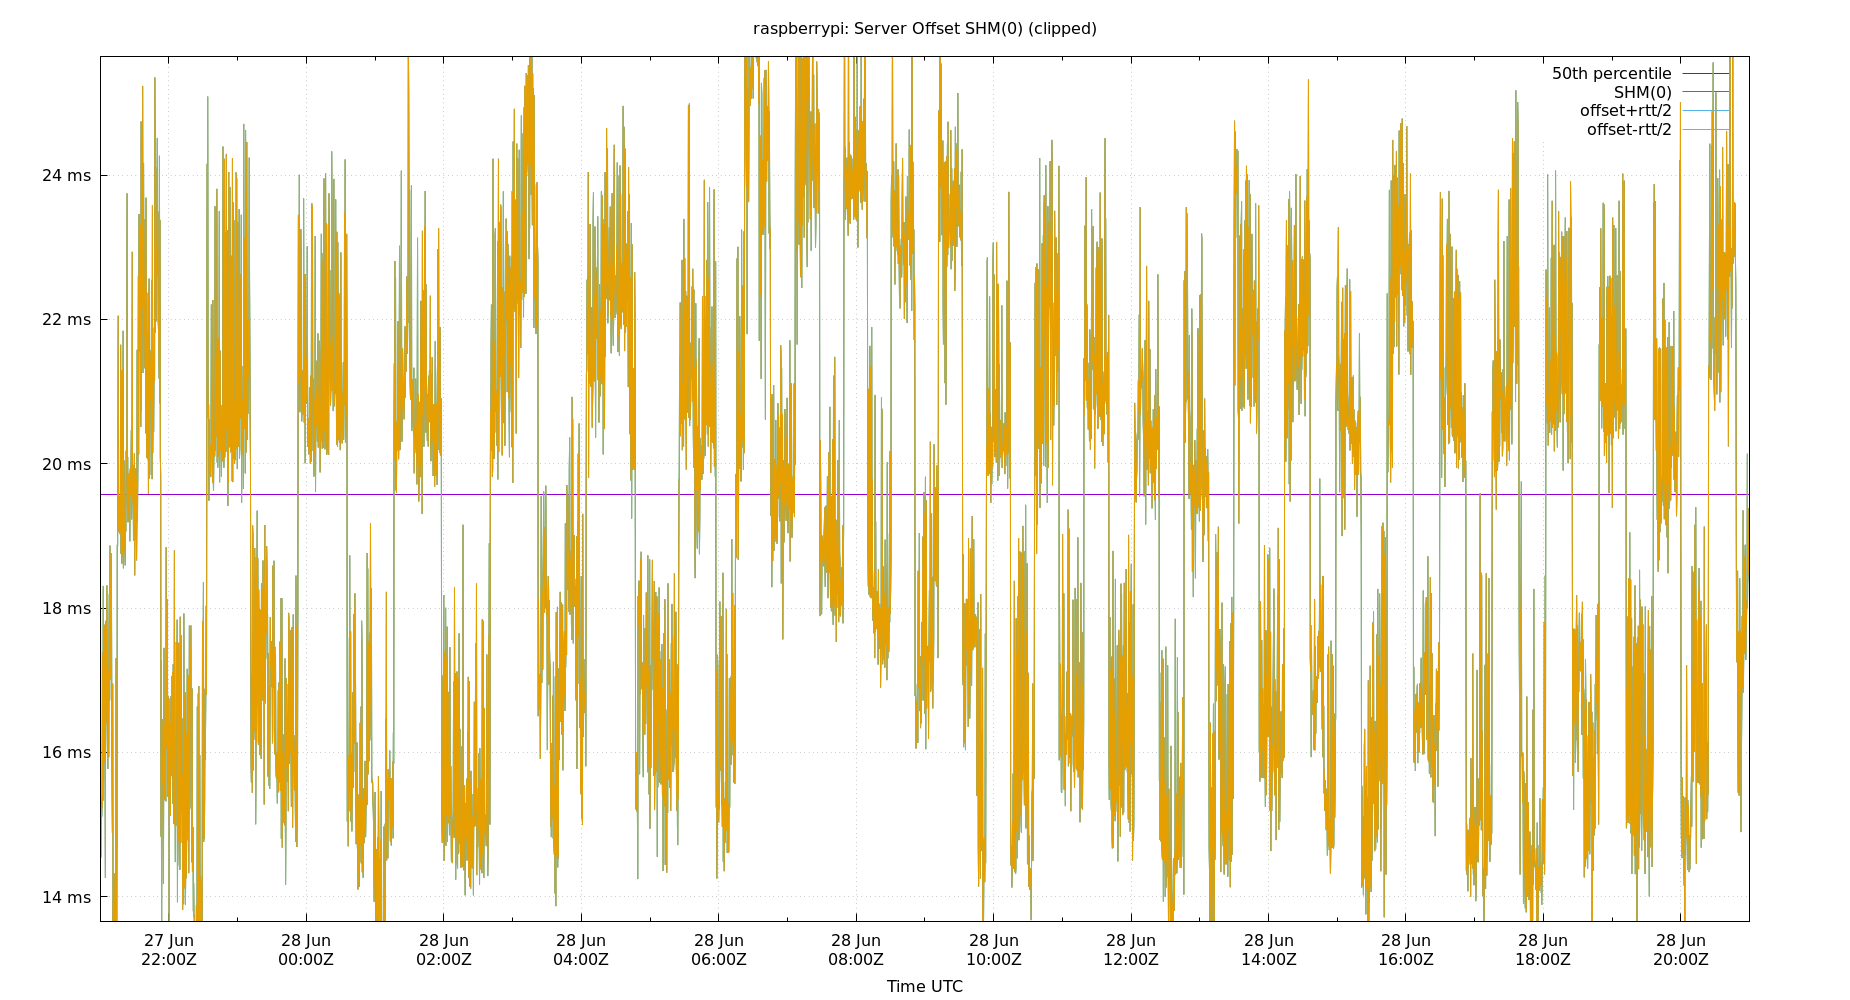 raspberrypi: Server Offset SHM(0) (clipped)
50th percentile
SHM(0)
offset+rtt/2
offset-rtt/2
24 ms
22 ms
20 ms
18 ms
16 ms
14 ms
27 Jun 28 Jun 28 Jun 28 Jun 28 Jun 28 Jun 28 Jun 28 Jun 28 Jun 28 Jun 28 Jun 28 Jun
22:00Z 00:00Z 02:00Z 04:00Z 06:00Z 08:00Z 10:00Z 12:00Z 14:00Z 16:00Z 18:00Z 20:00Z
Time UTC